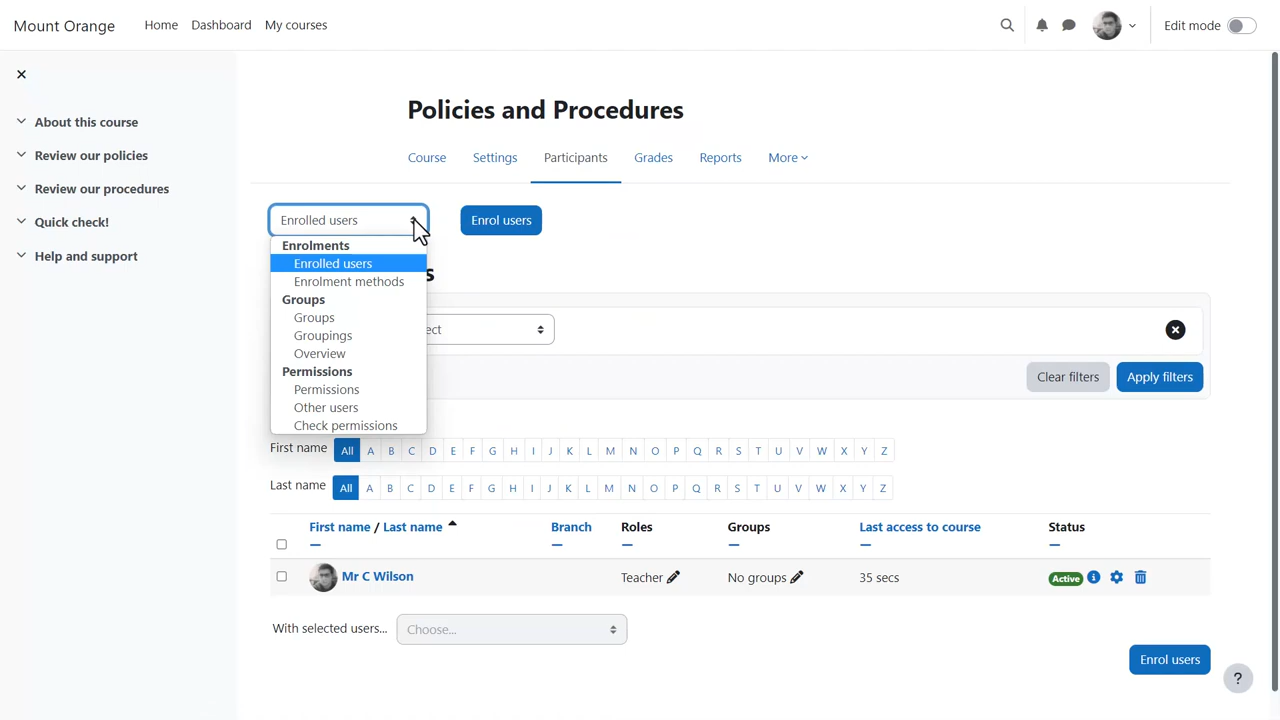 Mount Orange
Home Dashboard My courses
Edit mode
About this course
Review our policies
Review our procedures
Quick check!
Help and support
Policies and Procedures
Course Settings Participants Grades Reports More
Enrolled users
Enrol users
Enrolments
Enrolled users
Enrolment methods
Groups
Groups
Groupings
Overview
Permissions
Permissions
Other users
Check permissions
Clear filters Apply filters
First name All A B C D E F G H I J K L M N O P Q R S T U V W X Y Z
Last name All A B C D E F G H I J K L M N O P Q R S T U V W X Y Z
First name / Last name Branch Roles Groups Last access to course Status
Mr C Wilson Teacher No groups 35 secs Active
With selected users... Choose...
Enrol users
?